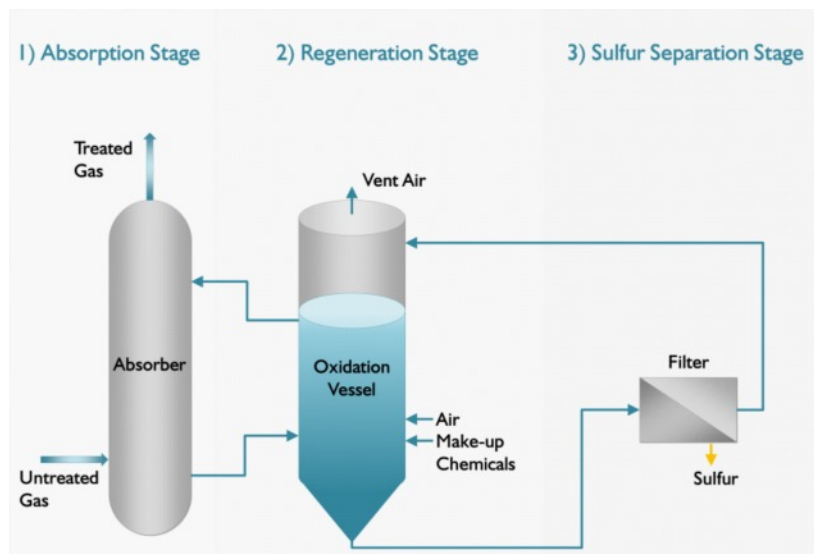 1) Absorption Stage
2) Regeneration Stage
3) Sulfur Separation Stage
Treated
Gas
Vent Air
Absorber
Oxidation
Vessel
Filter
Air
Make-up
Chemicals
Untreated
Gas
Sulfur